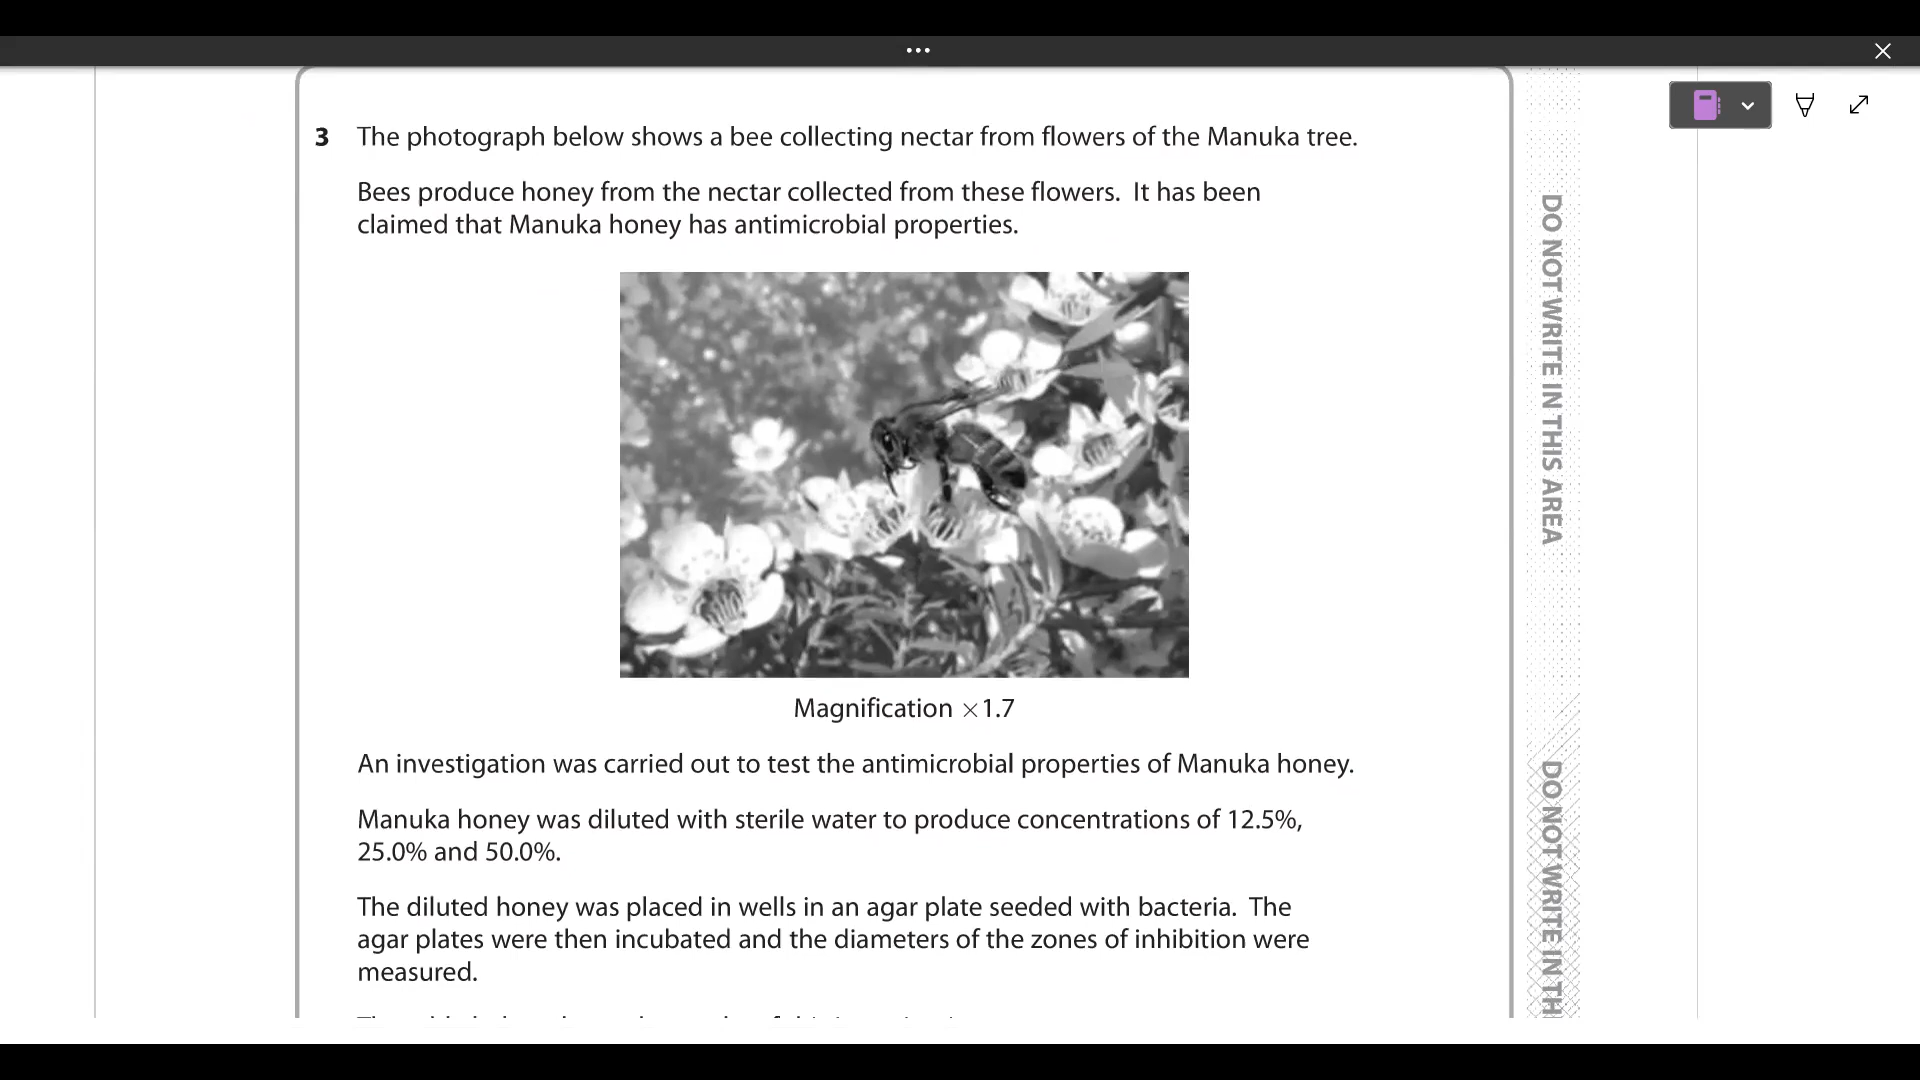 3 The photograph below shows a bee collecting nectar from flowers of the Manuka tree.
Bees produce honey from the nectar collected from these flowers. It has been
claimed that Manuka honey has antimicrobial properties.
Magnification ×1.7
An investigation was carried out to test the antimicrobial properties of Manuka honey.
Manuka honey was diluted with sterile water to produce concentrations of 12.5%,
25.0% and 50.0%.
The diluted honey was placed in wells in an agar plate seeded with bacteria. The
agar plates were then incubated and the diameters of the zones of inhibition were
measured.
DO NOT WRITE IN THIS AREA
DO NOT WRITE IN TH